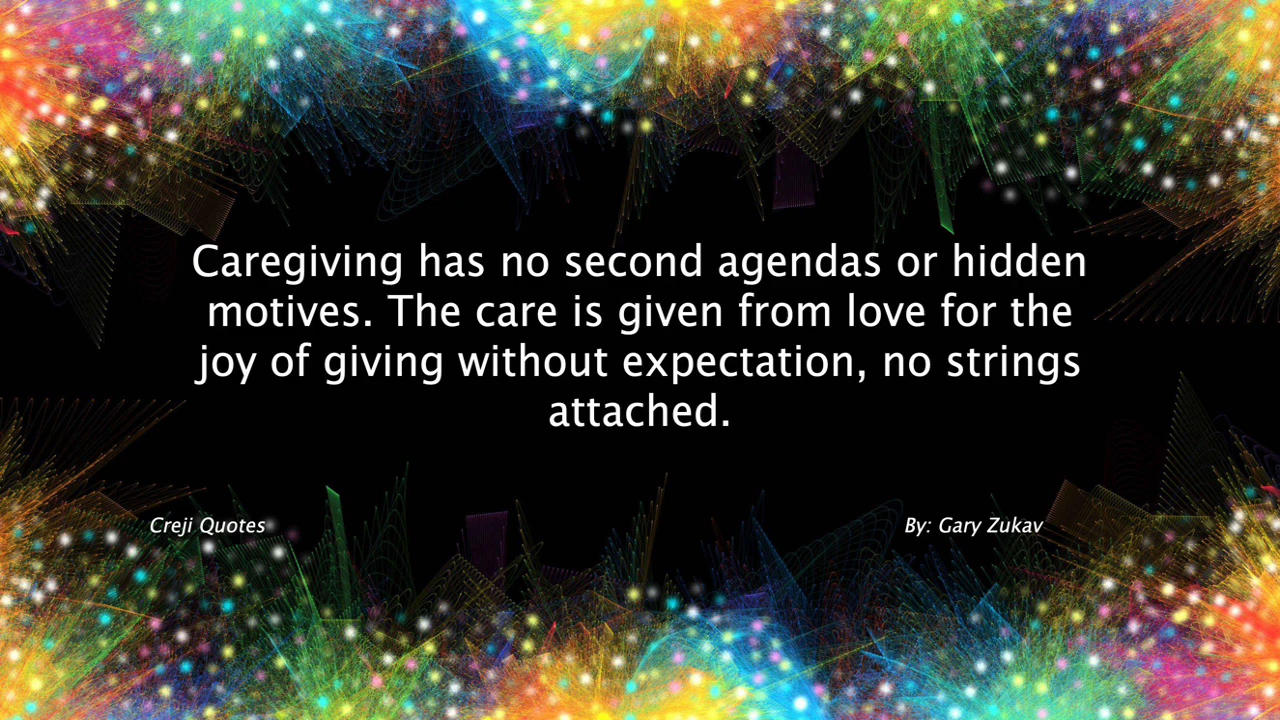 Caregiving has no second agendas or hidden
motives. The care is given from love for the
joy of giving without expectation, no strings
attached.
Creji Quotes
By: Gary Zukav